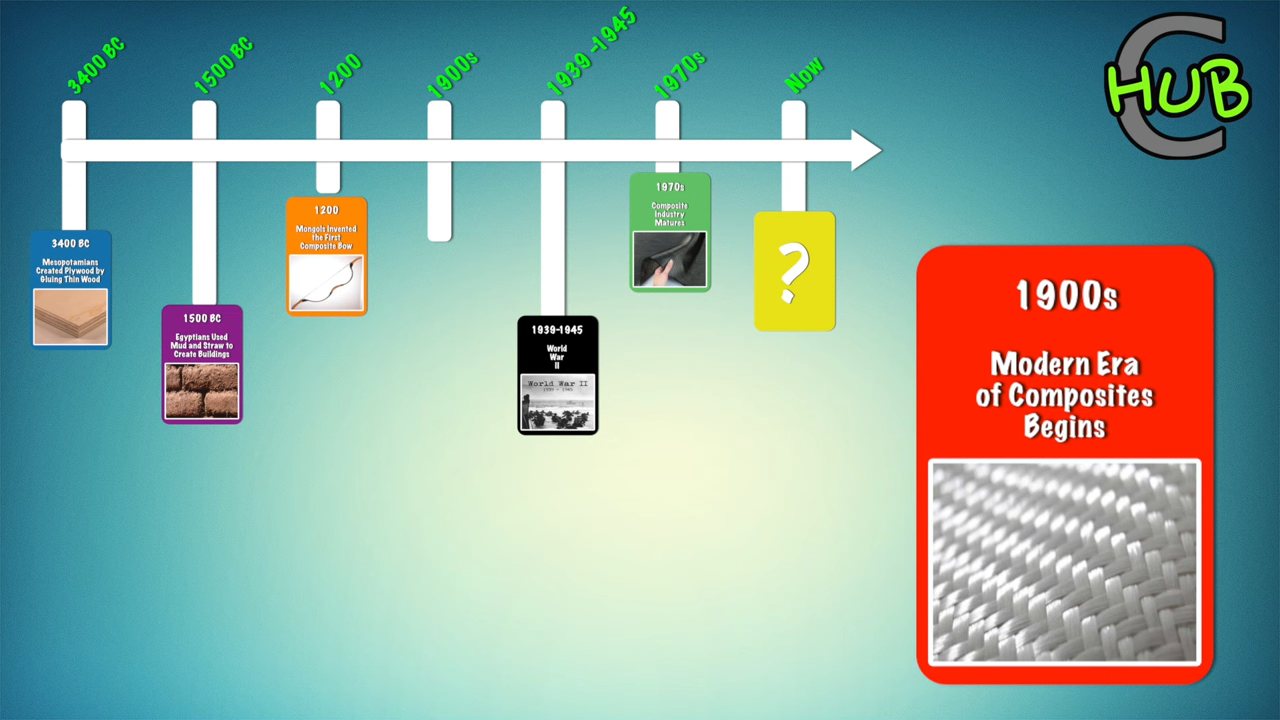 3400 BC
1500 BC
1200
1900s
1939 -1945
1970s
Now
C
HUB
3400 BC
Mesopotamians
Created Plywood by
Gluing Thin Wood
1500 BC
Egyptians Used
Mud and Straw to
Create Buildings
1200
Mongols Invented
the First
Composite Bow
1939-1945
World
War
II
World War II
1939 - 1945
1970s
Composite
Industry
Matures
?
1900s
Modern Era
of Composites
Begins